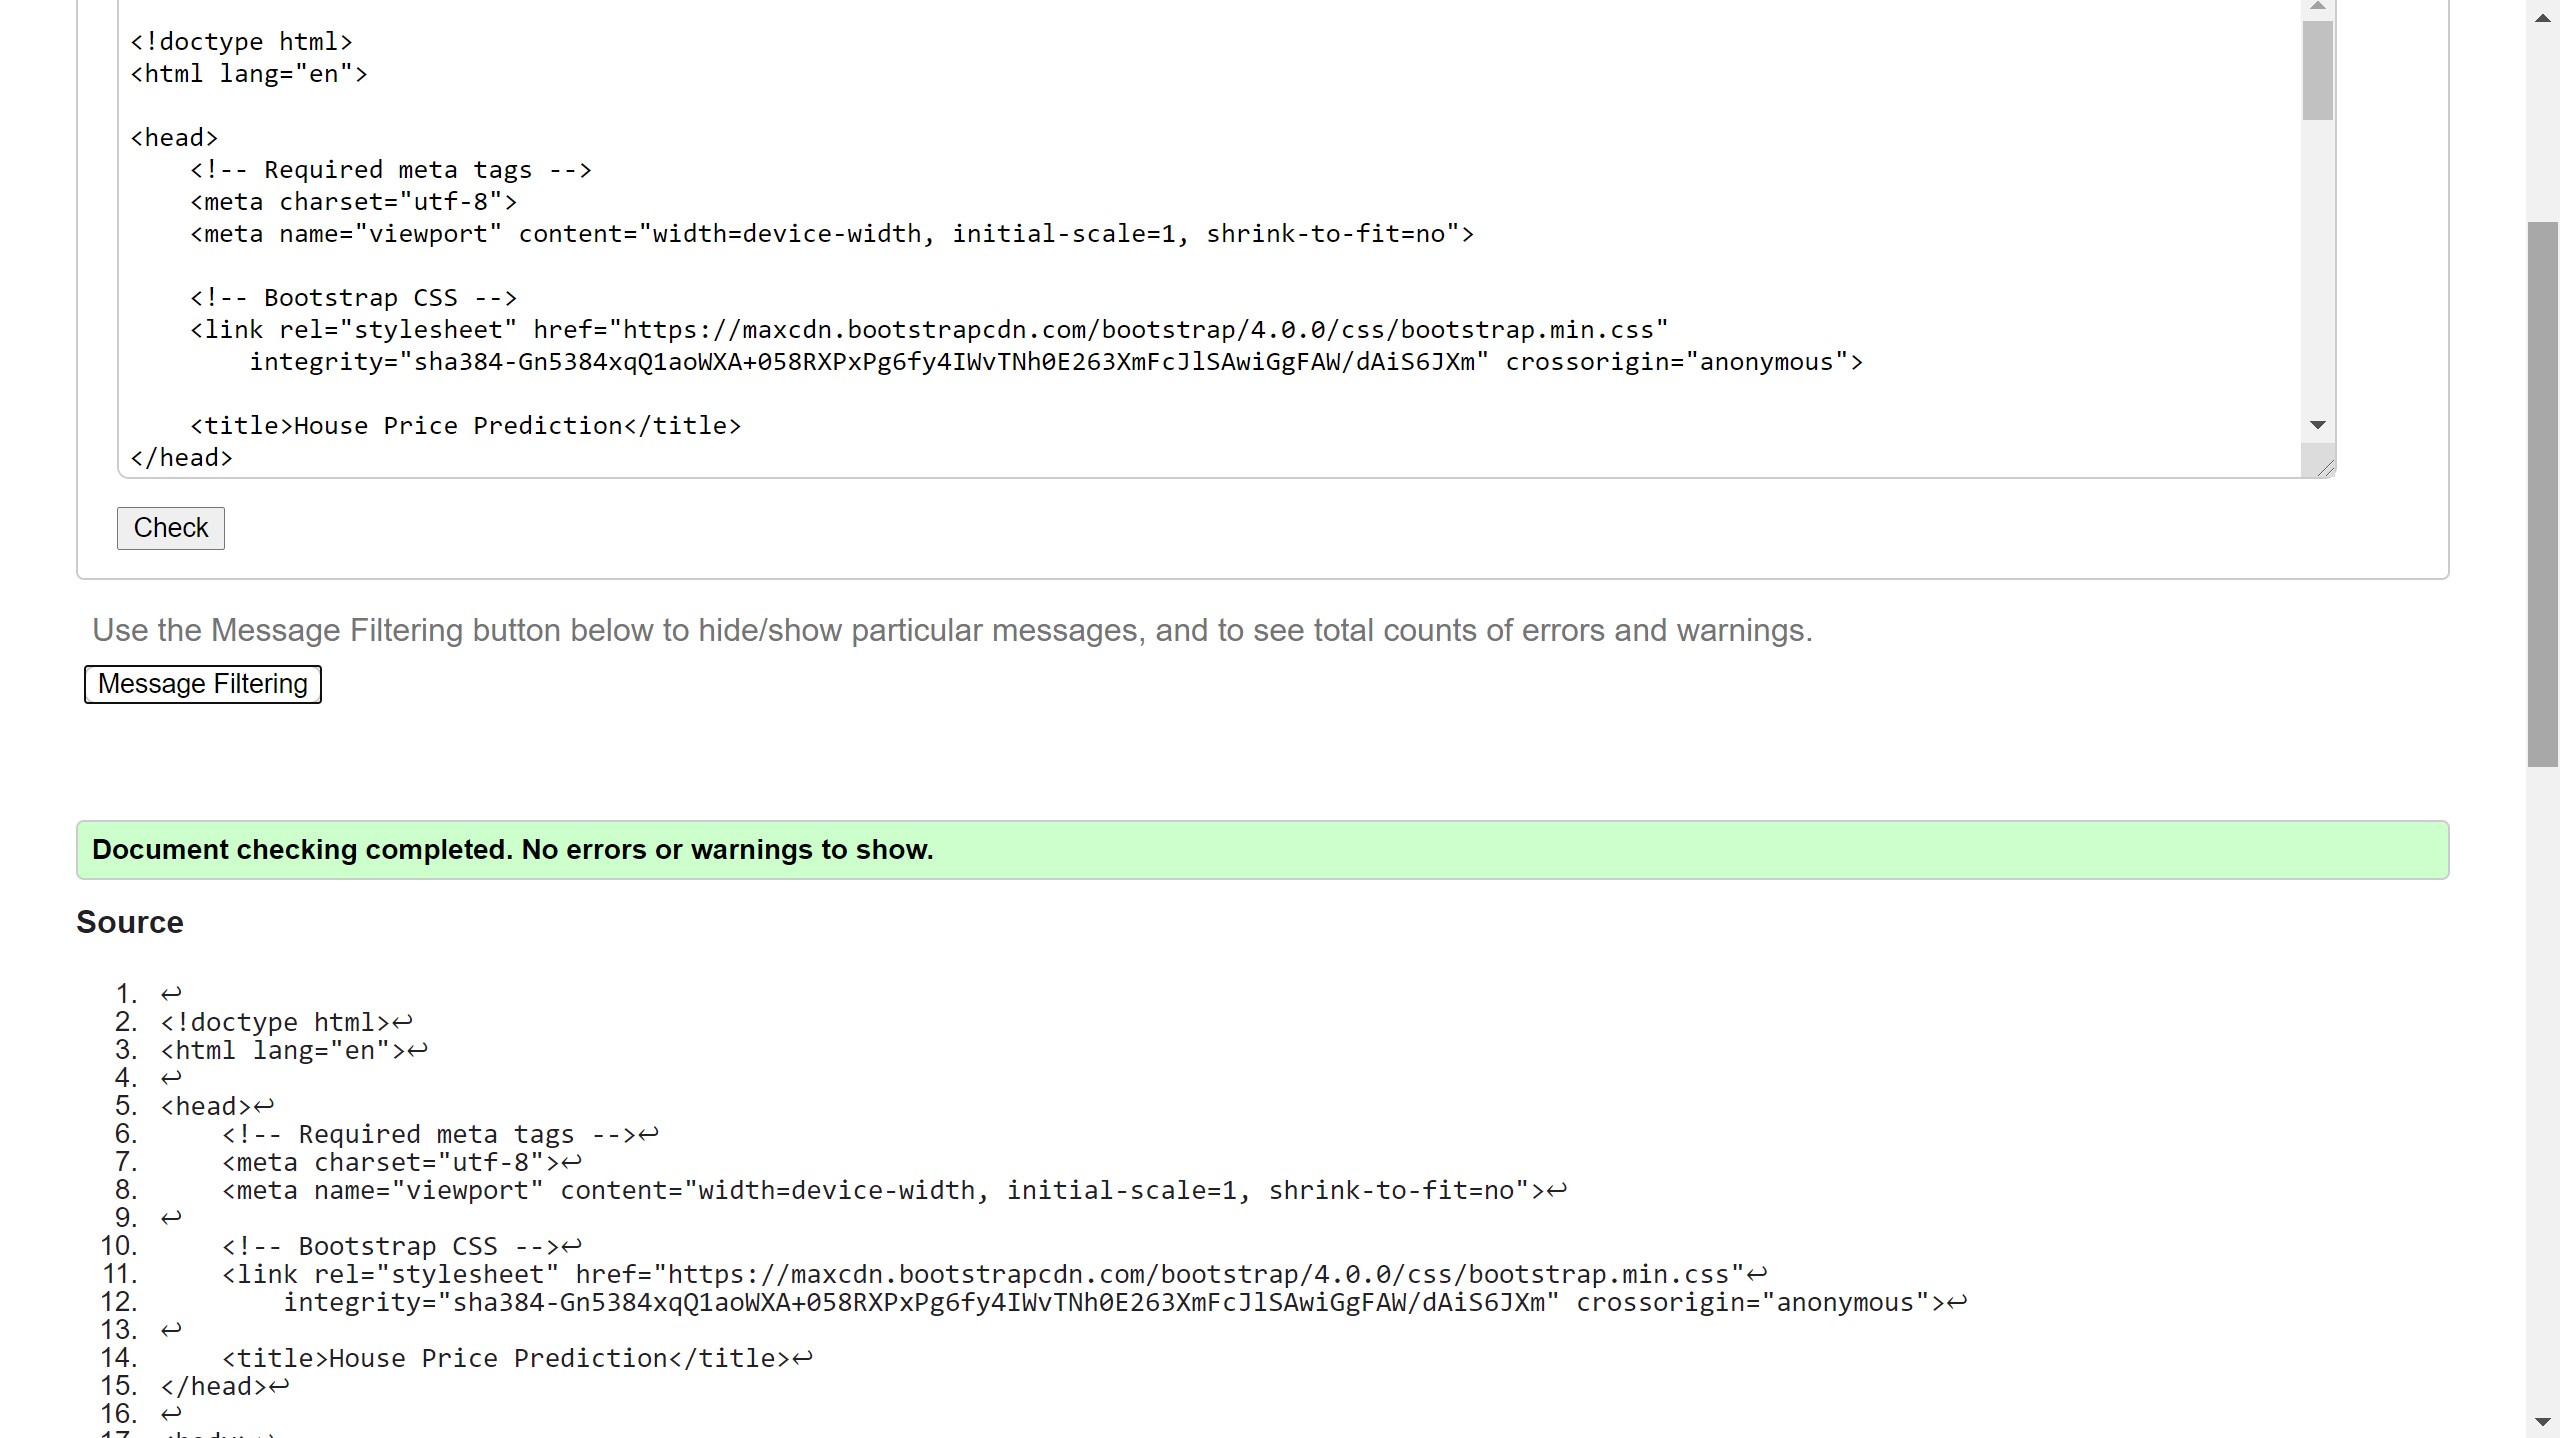 <!doctype html>
<html lang="en">
<head>
<!-- Required meta tags -->
<meta charset="utf-8">
<meta name="viewport" content="width=device-width, initial-scale=1, shrink-to-fit=no">
<!-- Bootstrap CSS -->
<link rel="stylesheet" href="https://maxcdn.bootstrapcdn.com/bootstrap/4.0.0/css/bootstrap.min.css"
integrity="sha384-Gn5384xqQ1aoWXA+058RXPxPg6fy4IWvTNh0E263XmFcJlSAwiGgFAW/dAiS6JXm" crossorigin="anonymous">
<title>House Price Prediction</title>
</head>
Check
Use the Message Filtering button below to hide/show particular messages, and to see total counts of errors and warnings.
Message Filtering
Document checking completed. No errors or warnings to show.
Source
1. ↩
2. <!doctype html>↩
3. <html lang="en">↩
4. ↩
5. <head>↩
6. <!-- Required meta tags -->↩
7. <meta charset="utf-8">↩
8. <meta name="viewport" content="width=device-width, initial-scale=1, shrink-to-fit=no">↩
9. ↩
10. <!-- Bootstrap CSS -->↩
11. <link rel="stylesheet" href="https://maxcdn.bootstrapcdn.com/bootstrap/4.0.0/css/bootstrap.min.css"↩
12. integrity="sha384-Gn5384xqQ1aoWXA+058RXPxPg6fy4IWvTNh0E263XmFcJlSAwiGgFAW/dAiS6JXm" crossorigin="anonymous">↩
13. ↩
14. <title>House Price Prediction</title>↩
15. </head>↩
16. ↩
17. <body>↩